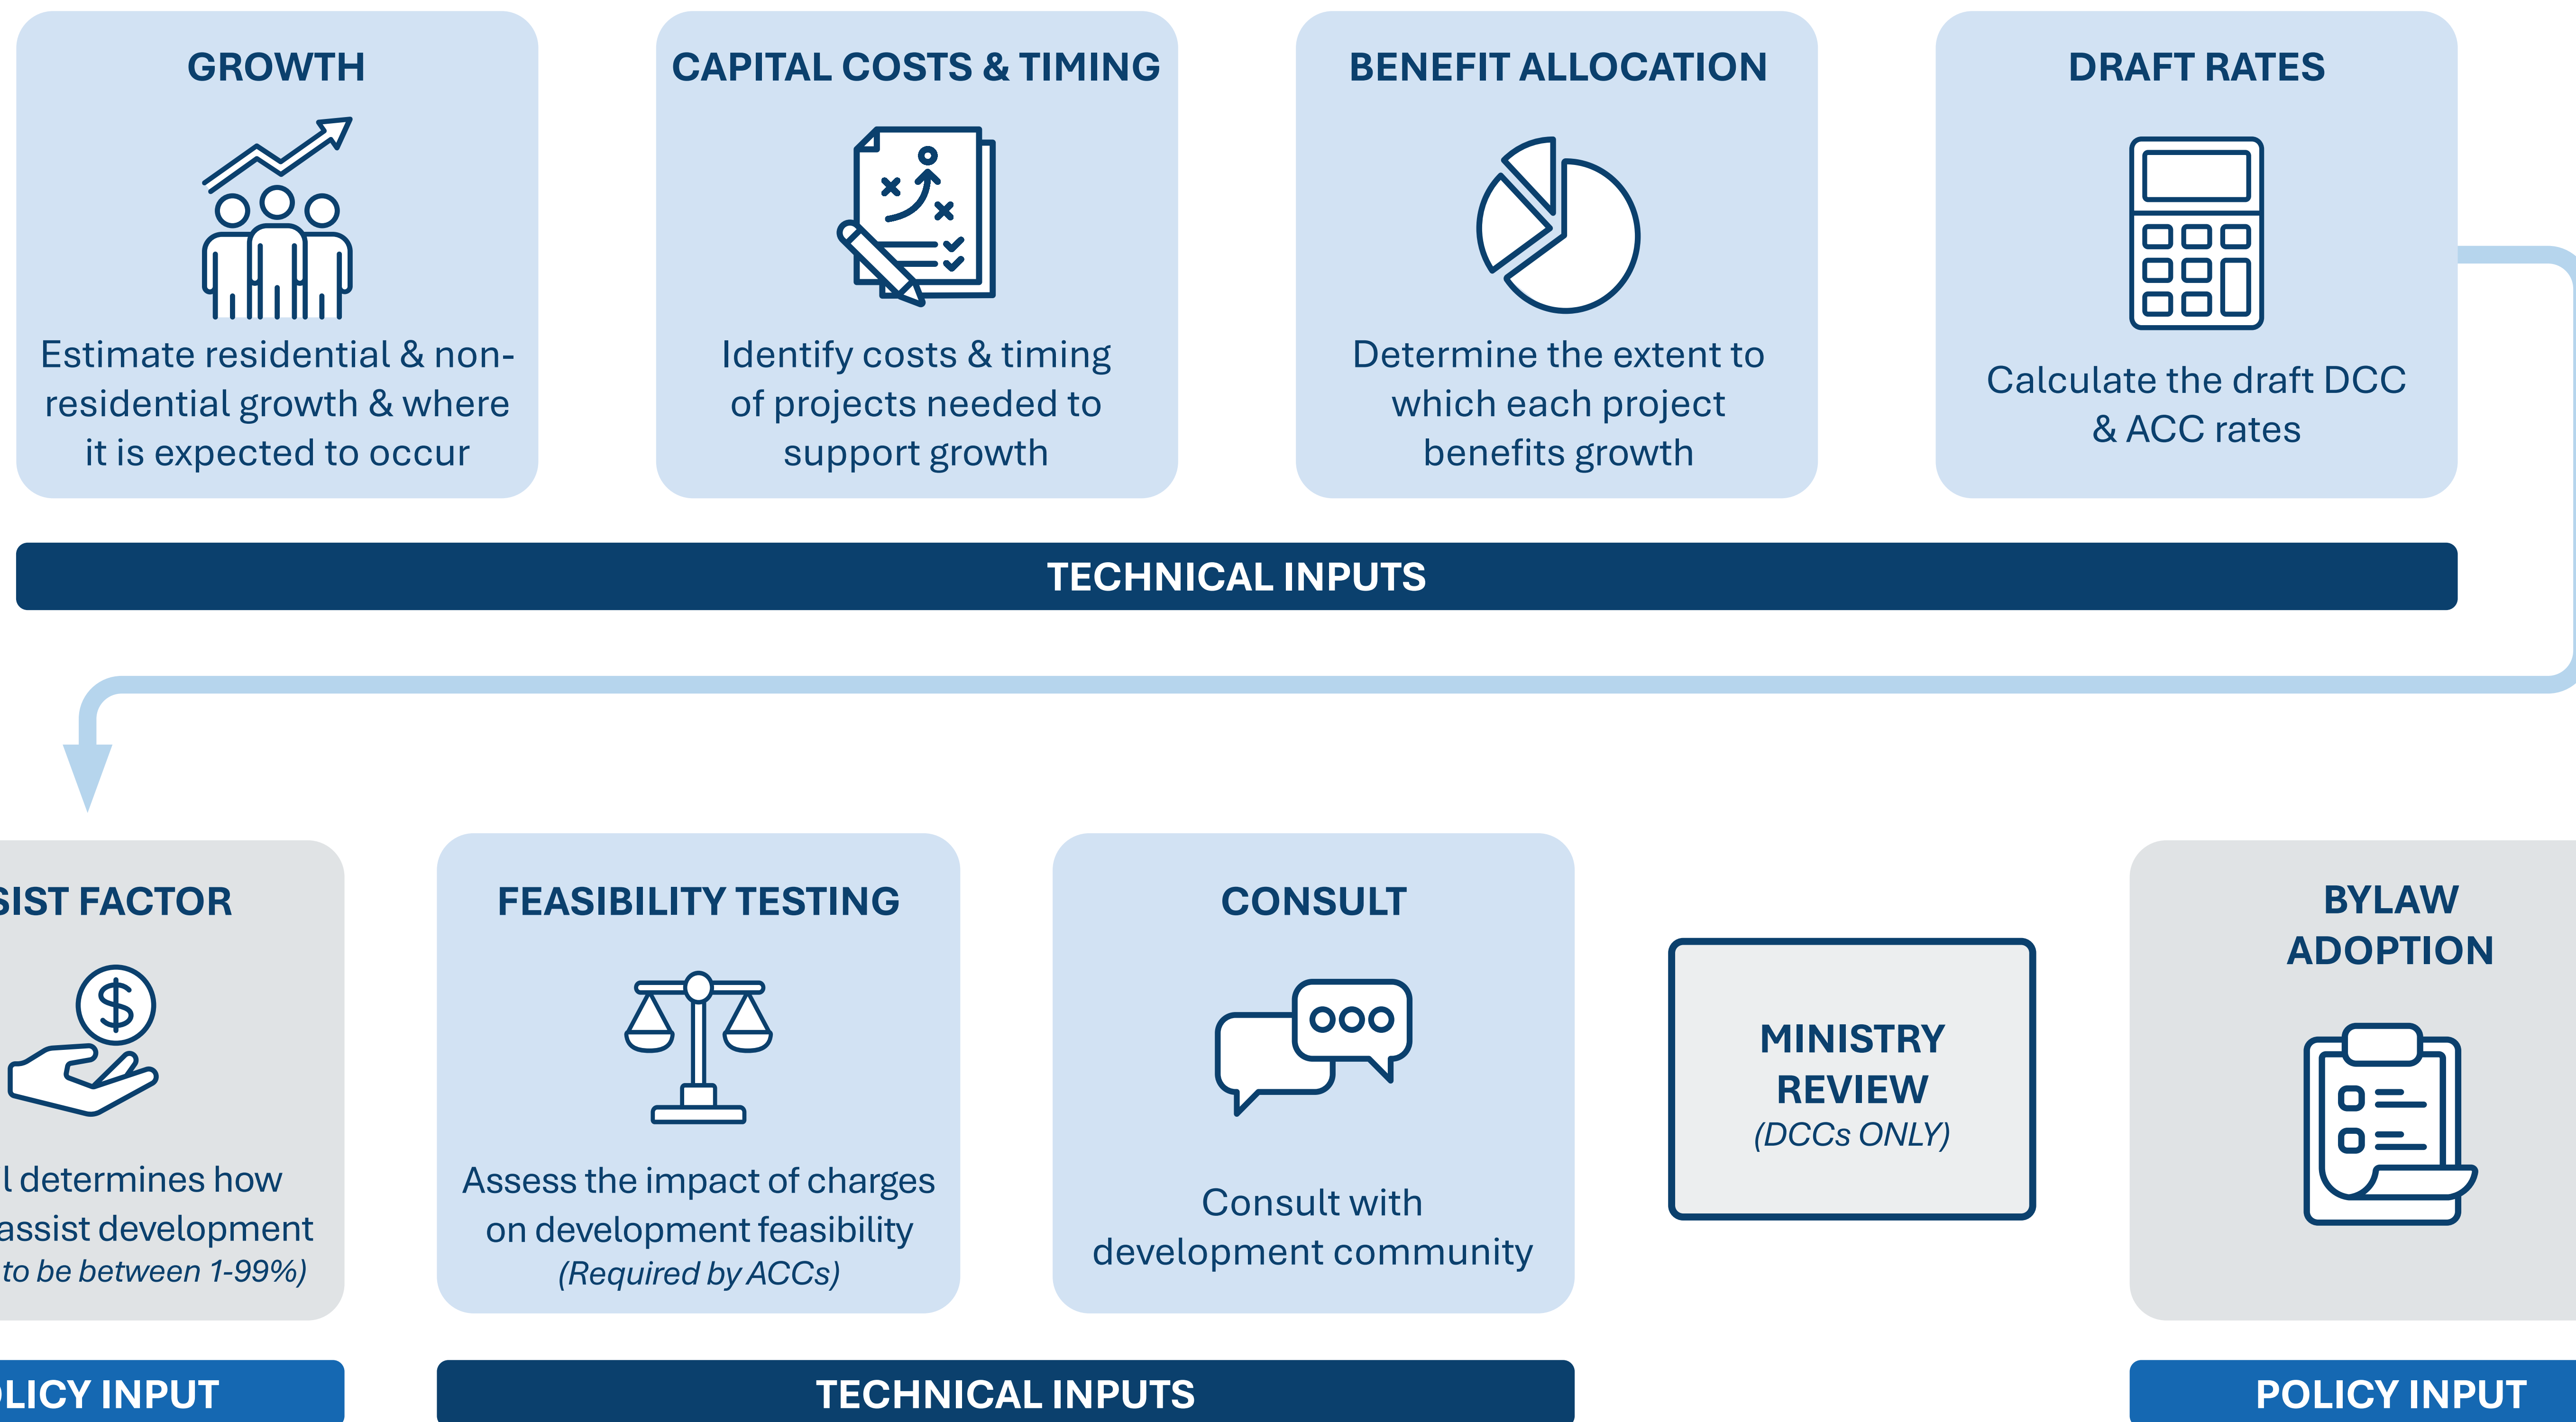 GROWTH
Estimate residential & non-
residential growth & where
it is expected to occur
CAPITAL COSTS & TIMING
Identify costs & timing
of projects needed to
support growth
BENEFIT ALLOCATION
Determine the extent to
which each project
benefits growth
DRAFT RATES
Calculate the draft DCC
& ACC rates
TECHNICAL INPUTS
SIST FACTOR
l determines how
assist development
to be between 1-99%)
LICY INPUT
FEASIBILITY TESTING
Assess the impact of charges
on development feasibility
(Required by ACCs)
CONSULT
Consult with
development community
TECHNICAL INPUTS
MINISTRY
REVIEW
(DCCs ONLY)
BYLAW
ADOPTION
POLICY INPUT